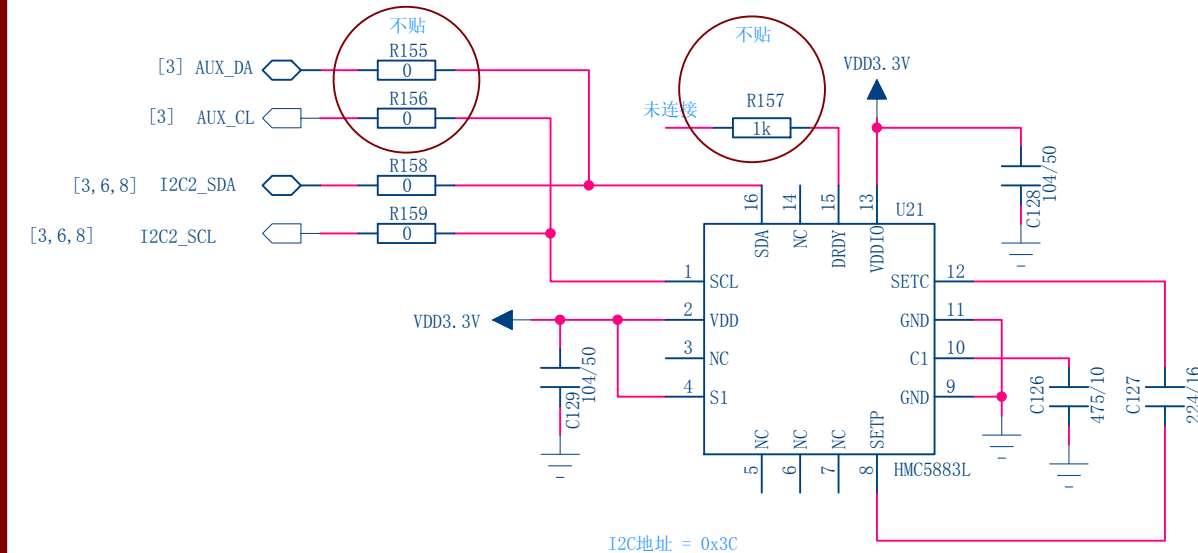 不贴
R155
[3] AUX_DA
0
R156
[3] AUX_CL
0
R158
[3,6,8] I2C2_SDA
0
R159
[3,6,8] I2C2_SCL
0
不贴
未连接
R157
1k
VDD3.3V
C128
104/50
U21
16 SDA
14 NC
15 DRDY
13 VDDIO
1 SCL
2 VDD
3 NC
4 S1
12 SETC
11 GND
10 C1
9 GND
5 NC
6 NC
7 NC
8 SETP
HMC5883L
VDD3.3V
C129
104/50
C126
475/10
C127
224/16
I2C地址 = 0x3C